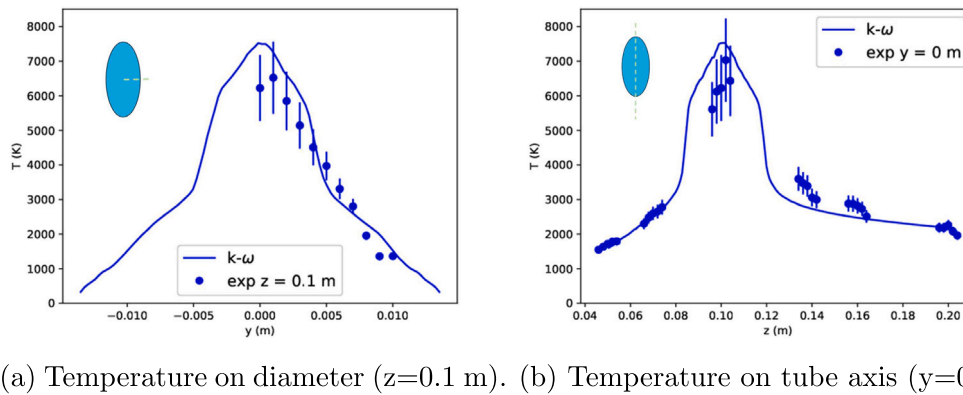 8000
7000
6000
5000
4000
3000
2000
1000
0
T (K)
k-ω
exp z = 0.1 m
−0.010 −0.005 0.000 0.005 0.010
y (m)
8000
7000
6000
5000
4000
3000
2000
1000
0
T (K)
k-ω
exp y = 0 m
0.04 0.06 0.08 0.10 0.12 0.14 0.16 0.18 0.20
z (m)
(a) Temperature on diameter (z=0.1 m). (b) Temperature on tube axis (y=0